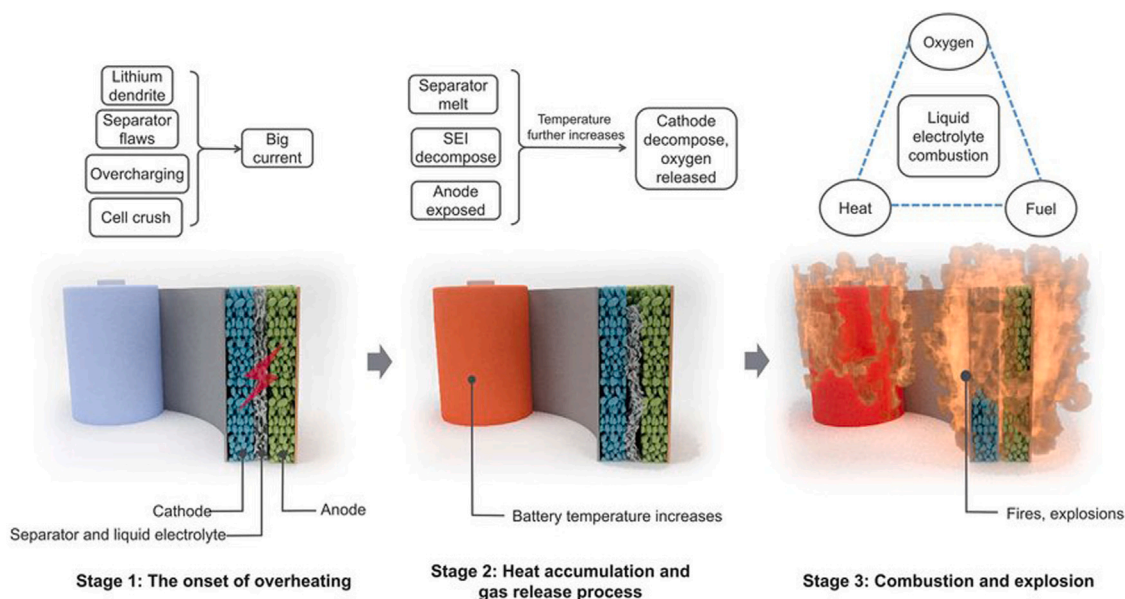 Lithium
dendrite
Separator
flaws
Overcharging
Cell crush
Big
current
Separator
melt
SEI
decompose
Anode
exposed
Temperature
further increases
Cathode
decompose,
oxygen
released
Oxygen
Liquid
electrolyte
combustion
Heat
Fuel
Cathode
Anode
Separator and liquid electrolyte
Battery temperature increases
Fires, explosions
Stage 1: The onset of overheating
Stage 2: Heat accumulation and
gas release process
Stage 3: Combustion and explosion